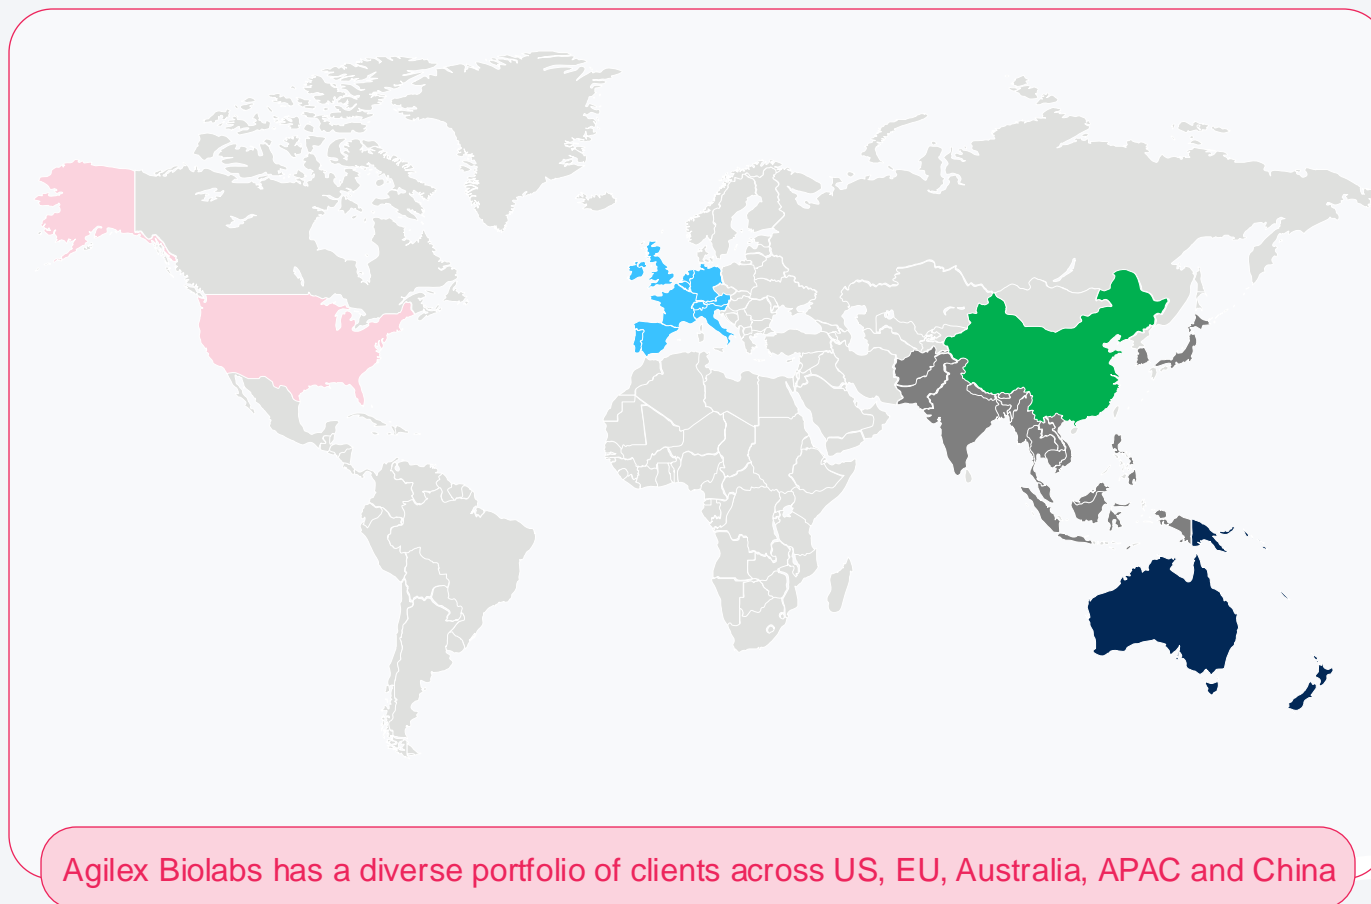 Agilex Biolabs has a diverse portfolio of clients across US, EU, Australia, APAC and China